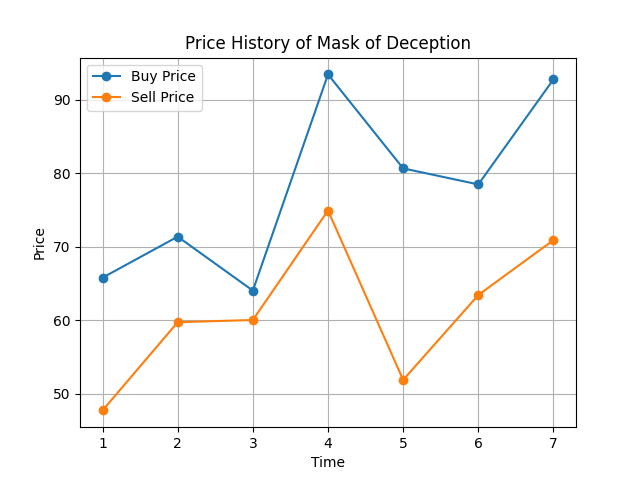 Price History of Mask of Deception
Buy Price
Sell Price
Price
90
80
70
60
50
1 2 3 4 5 6 7
Time